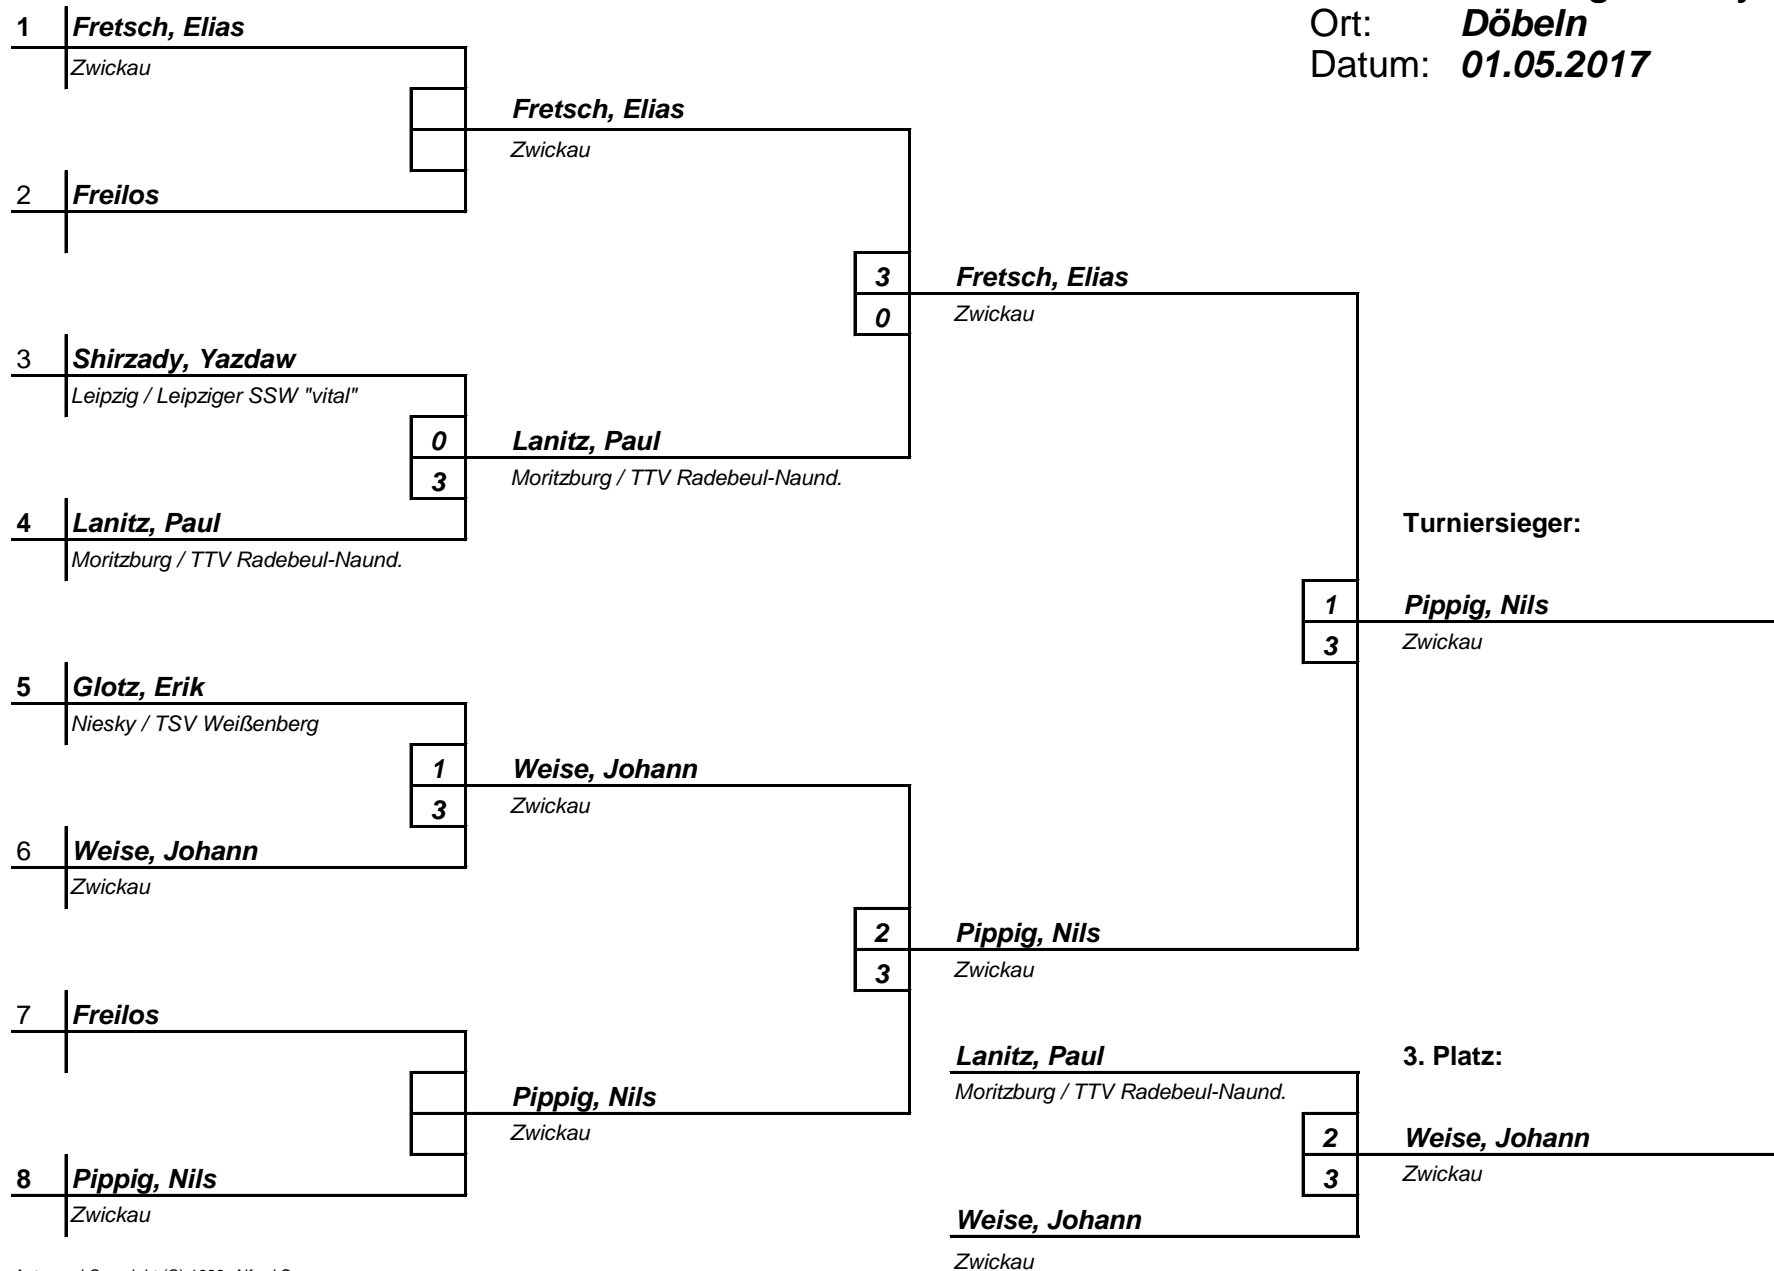 Ort: Döbeln
Datum: 01.05.2017
1 Fretsch, Elias
Zwickau
Fretsch, Elias
Zwickau
2 Freilos
3 Fretsch, Elias
0 Zwickau
3 Shirzady, Yazdaw
Leipzig / Leipziger SSW "vital"
0 Lanitz, Paul
3 Moritzburg / TTV Radebeul-Naund.
4 Lanitz, Paul
Moritzburg / TTV Radebeul-Naund.
Turniersieger:
1 Pippig, Nils
3 Zwickau
5 Glotz, Erik
Niesky / TSV Weißenberg
1 Weise, Johann
3 Zwickau
6 Weise, Johann
Zwickau
2 Pippig, Nils
3 Zwickau
7 Freilos
Lanitz, Paul
Moritzburg / TTV Radebeul-Naund.
3. Platz:
Pippig, Nils
Zwickau
2 Weise, Johann
3 Zwickau
8 Pippig, Nils
Zwickau
Weise, Johann
Zwickau